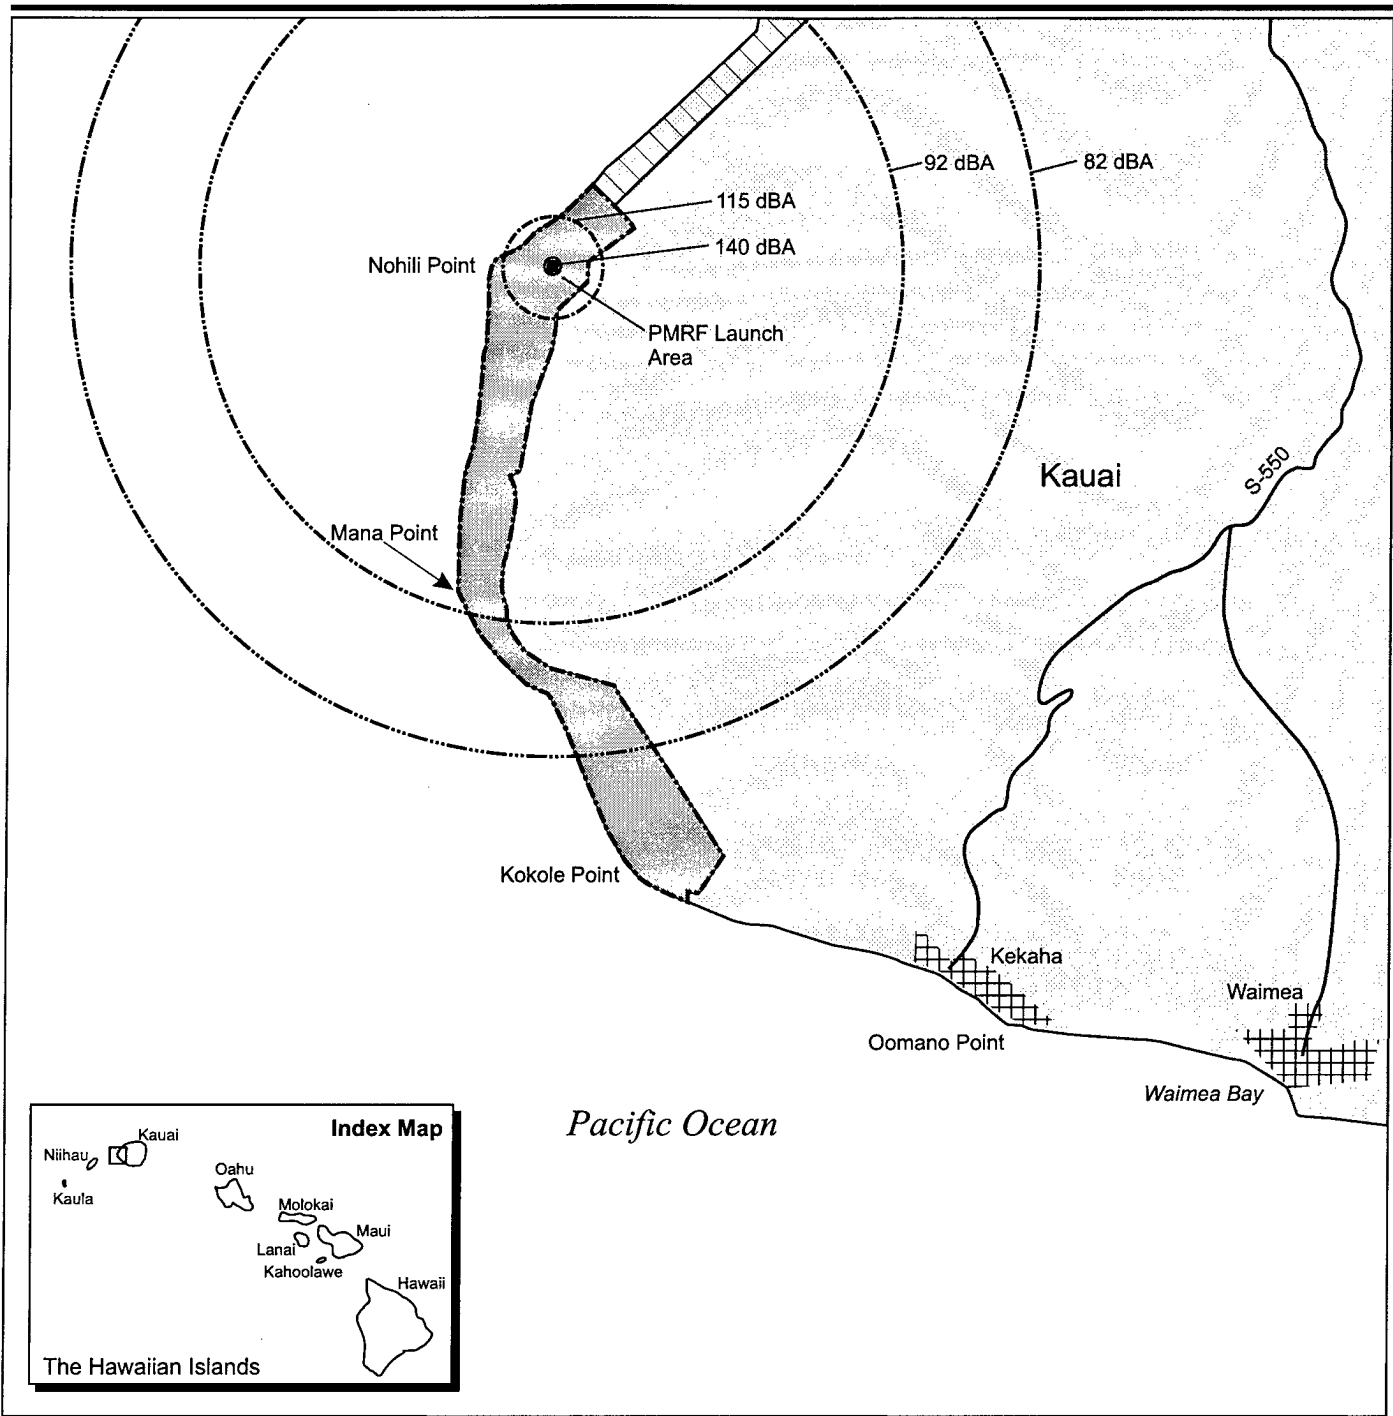 92 dBA
82 dBA
115 dBA
140 dBA
Nohili Point
PMRF Launch
Area
Kauai
S-550
Mana Point
Kokole Point
Kekaha
Waimea
Oomano Point
Waimea Bay
Pacific Ocean
Index Map
Kauai
Niihau
Kaula
Oahu
Molokai
Maui
Lanai
Kahoolawe
Hawaii
The Hawaiian Islands